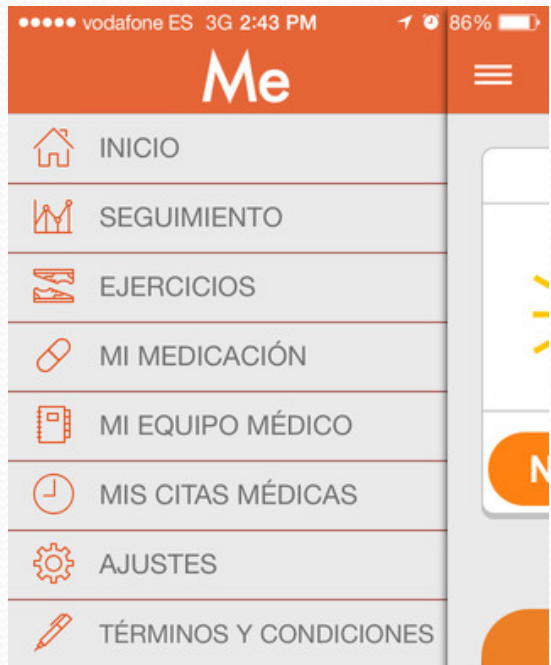 vodafone ES 3G 2:43 PM 86%
Me
INICIO
SEGUIMIENTO
EJERCICIOS
MI MEDICACIÓN
MI EQUIPO MÉDICO
MIS CITAS MÉDICAS
AJUSTES
TÉRMINOS Y CONDICIONES